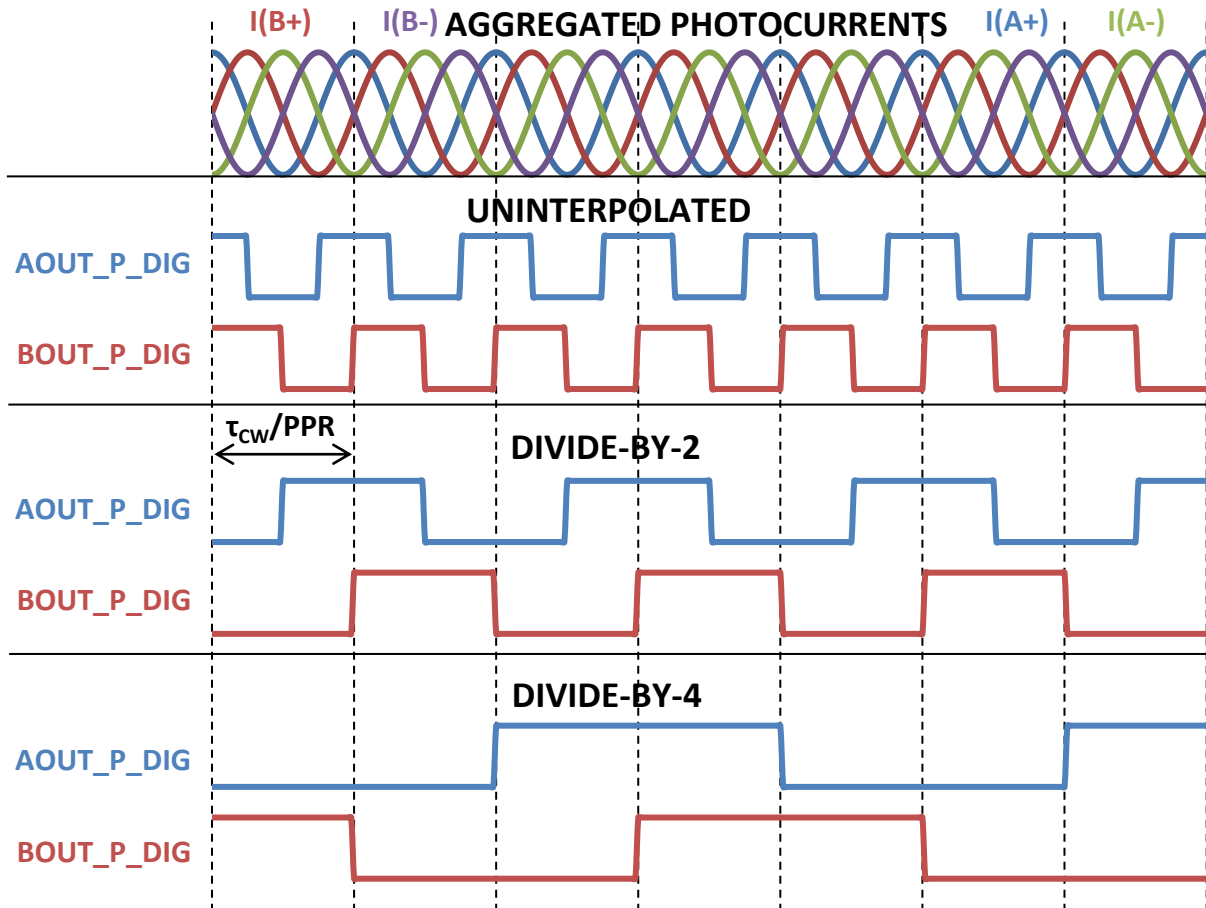 I(B+) I(B-) AGGREGATED PHOTOCURRENTS I(A+) I(A-)
UNINTERPOLATED
AOUT_P_DIG
BOUT_P_DIG
τCW/PPR
DIVIDE-BY-2
AOUT_P_DIG
BOUT_P_DIG
DIVIDE-BY-4
AOUT_P_DIG
BOUT_P_DIG